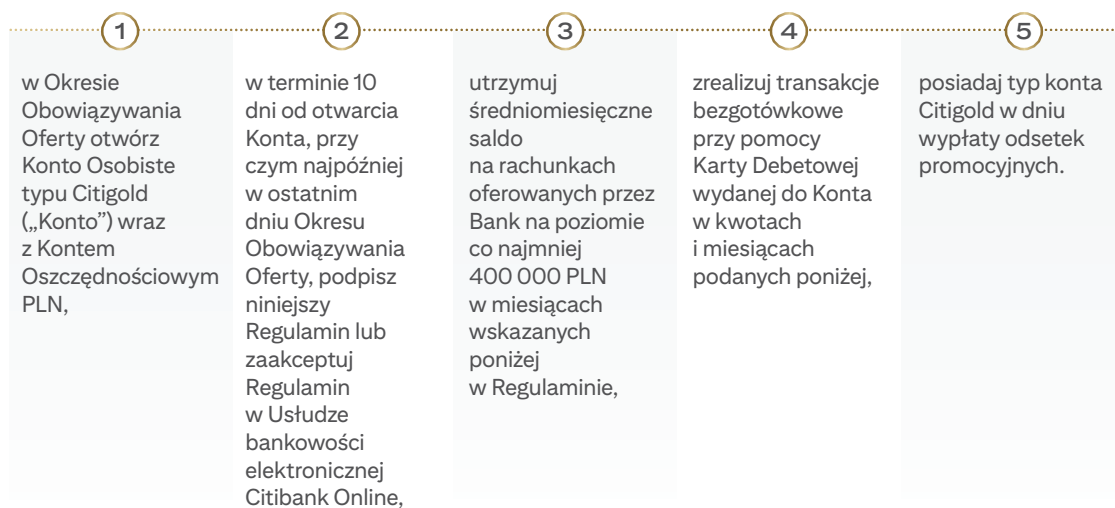 1
w Okresie
Obowiązywania
Oferty otwórz
Konto Osobiste
typu Citigold
(„Konto”) wraz
z Kontem
Oszczędnościowym
PLN,
2
w terminie 10
dni od otwarcia
Konta, przy
czym najpóźniej
w ostatnim
dniu Okresu
Obowiązywania
Oferty, podpisz
niniejszy
Regulamin lub
zaakceptuj
Regulamin
w Usłudze
bankowości
elektronicznej
Citibank Online,
3
utrzymuj
średniomiesięczne
saldo
na rachunkach
oferowanych przez
Bank na poziomie
co najmniej
400 000 PLN
w miesiącach
wskazanych
poniżej
w Regulaminie,
4
zrealizuj transakcje
bezgotówkowe
przy pomocy
Karty Debetowej
wydanej do Konta
w kwotach
i miesiącach
podanych poniżej,
5
posiadaj typ konta
Citigold w dniu
wypłaty odsetek
promocyjnych.